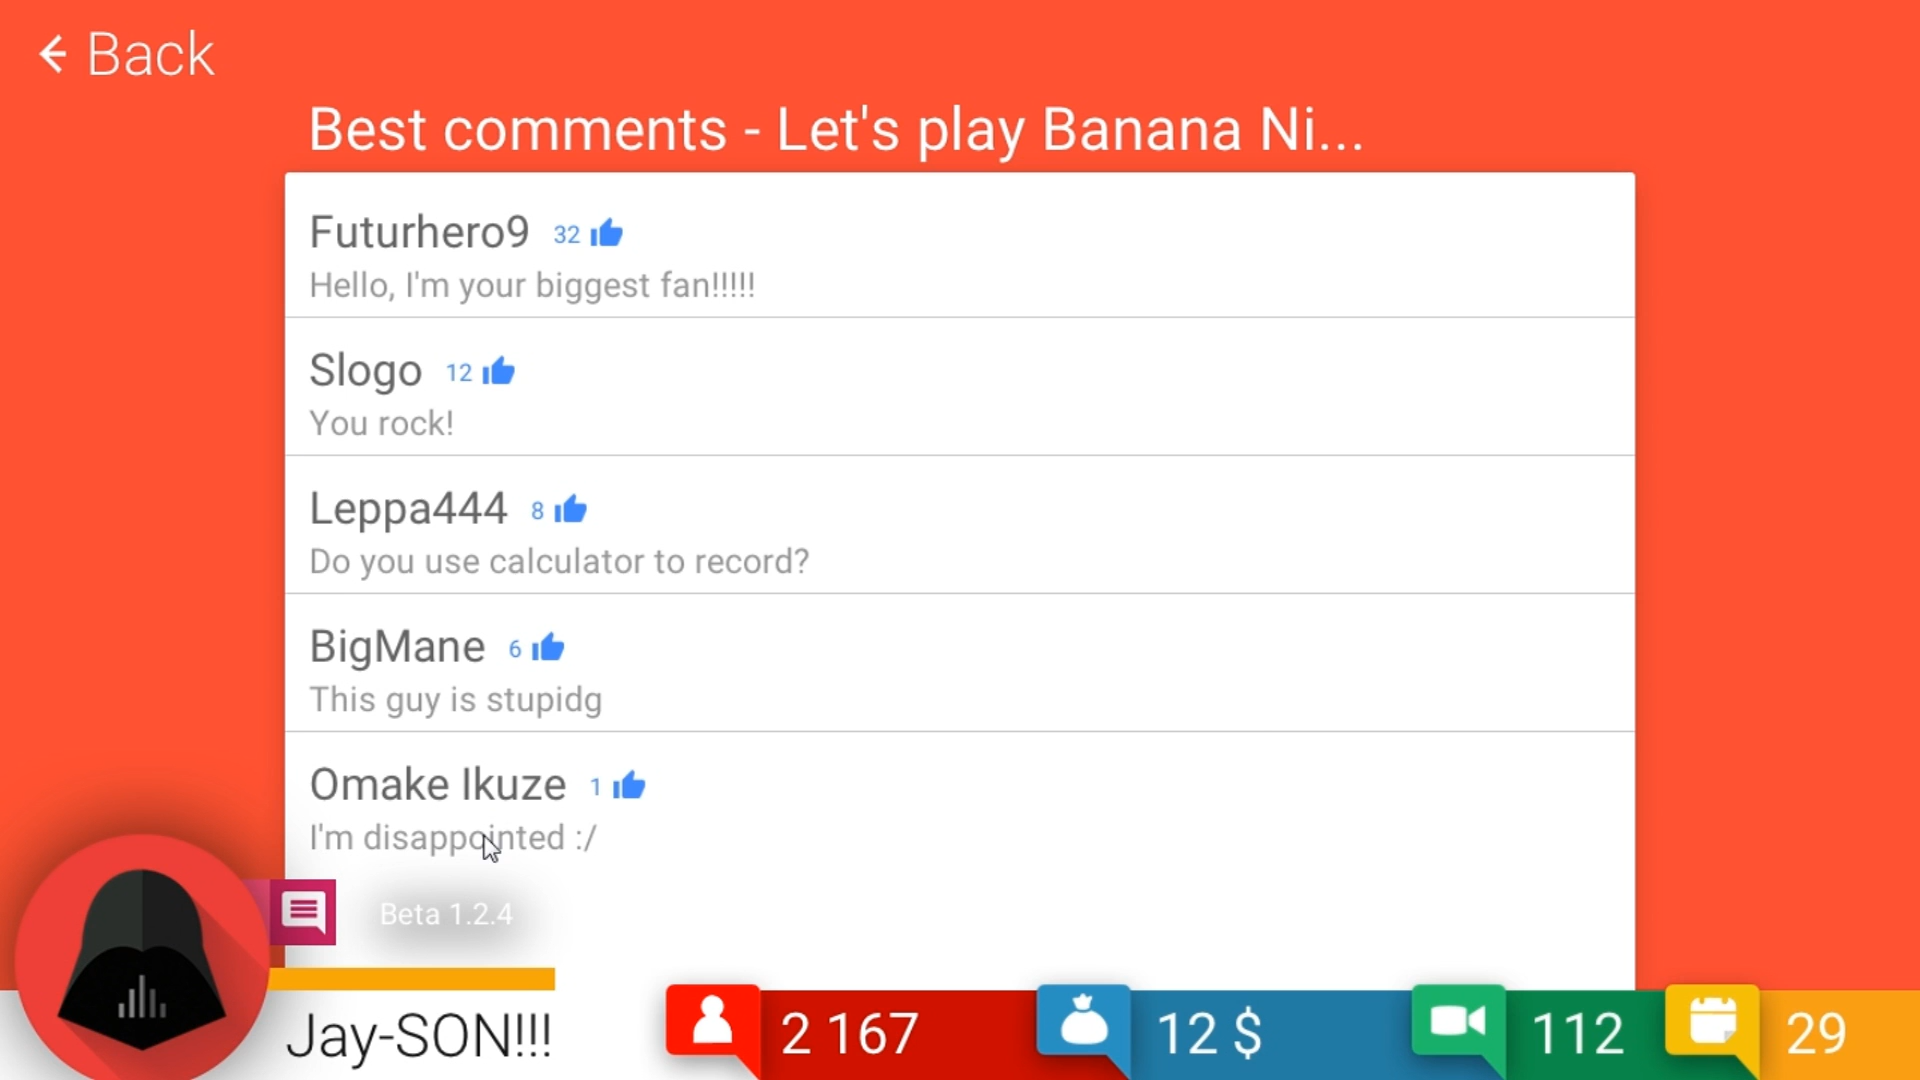 Back
Best comments - Let's play Banana Ni...
Futurhero9 32
Hello, I'm your biggest fan!!!!!
Slogo 12
You rock!
Leppa444 8
Do you use calculator to record?
BigMane 6
This guy is stupidg
Omake Ikuze 1
I'm disappointed :/
Beta 1.2.4
Jay-SON!!! 2 167 12 $ 112 29